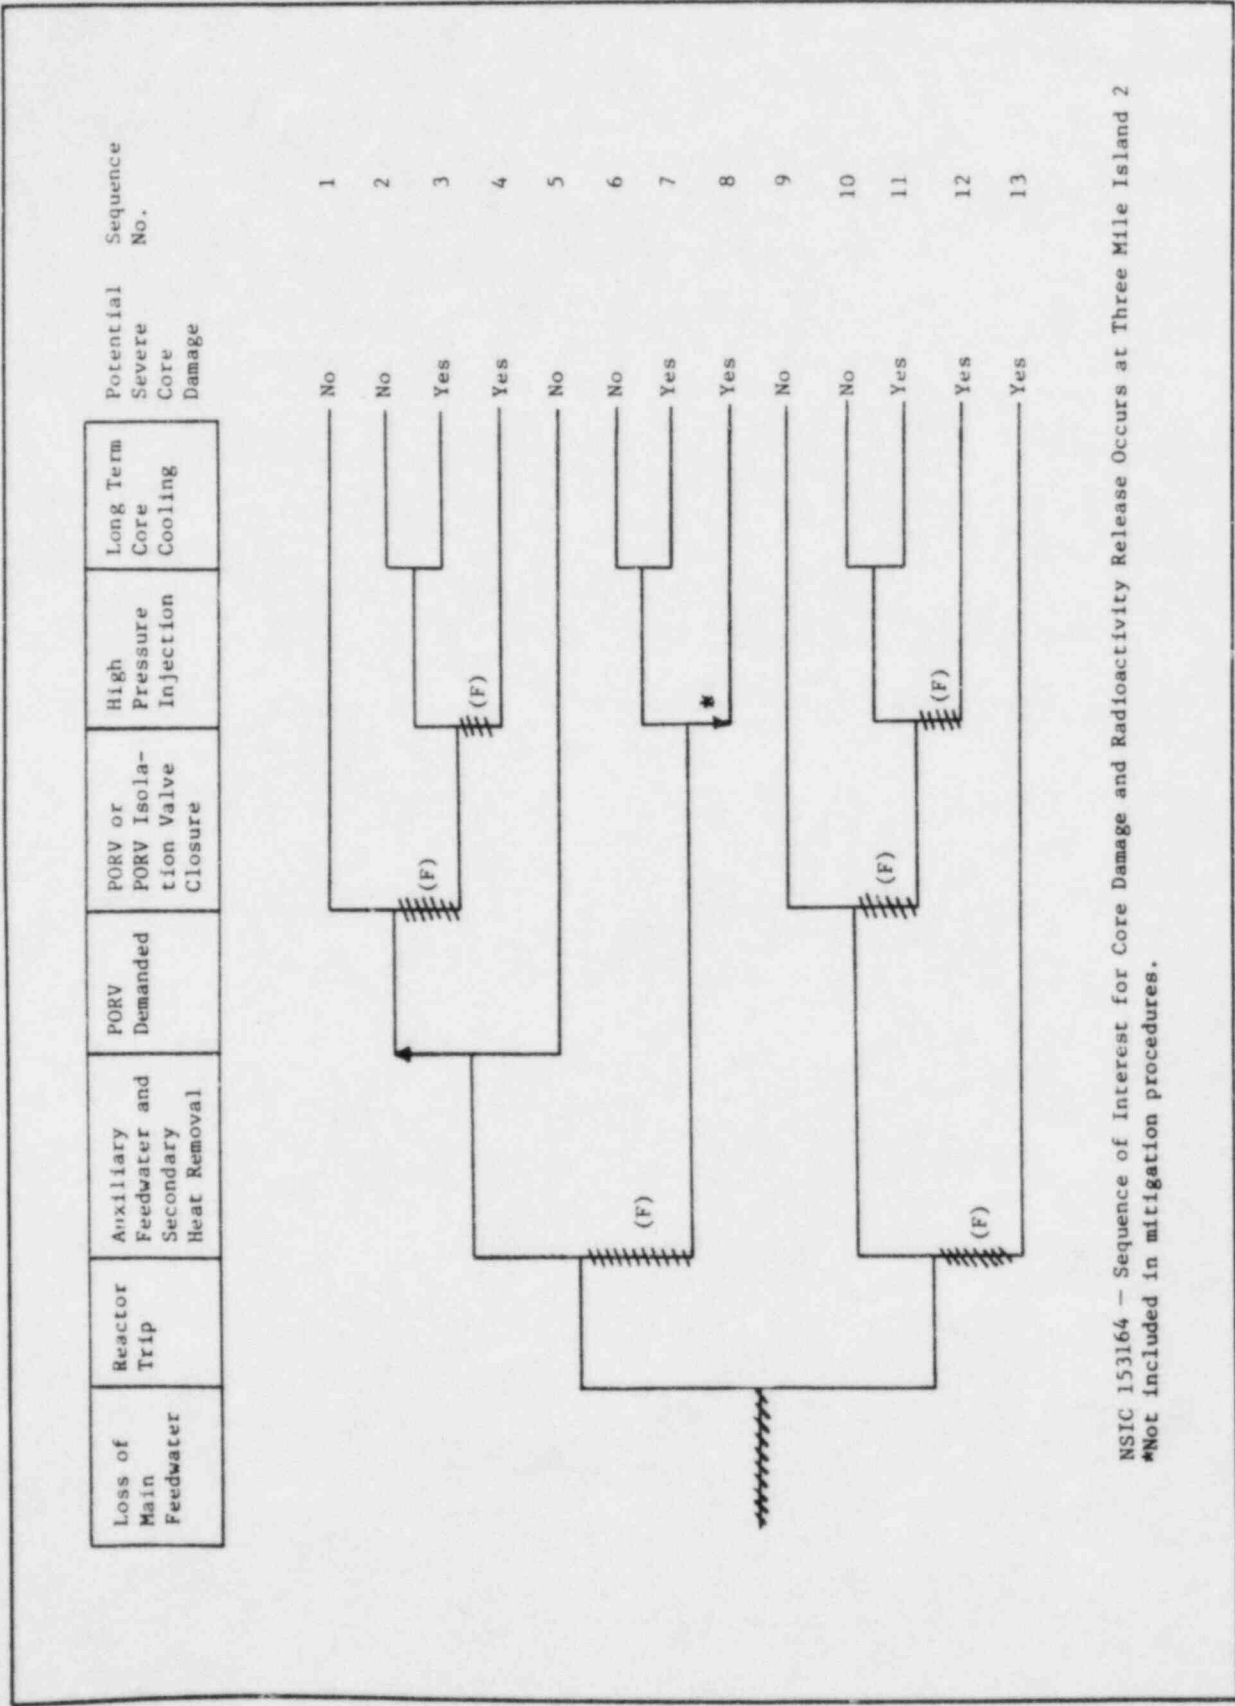 Loss of
Main
Feedwater
Reactor
Trip
Auxiliary
Feedwater and
Secondary
Heat Removal
PORV
Demanded
PORV or
PORV Isola-
tion Valve
Closure
High
Pressure
Injection
Long Term
Core
Cooling
Potential
Severe
Core
Damage
Sequence
No.
No 1
(F)
No 2
Yes 3
(F)
Yes 4
No 5
No 6
(F)
Yes 7
*
Yes 8
No 9
(F)
No 10
Yes 11
(F)
Yes 12
(F)
Yes 13
NSIC 153164 — Sequence of Interest for Core Damage and Radioactivity Release Occurs at Three Mile Island 2
*Not included in mitigation procedures.